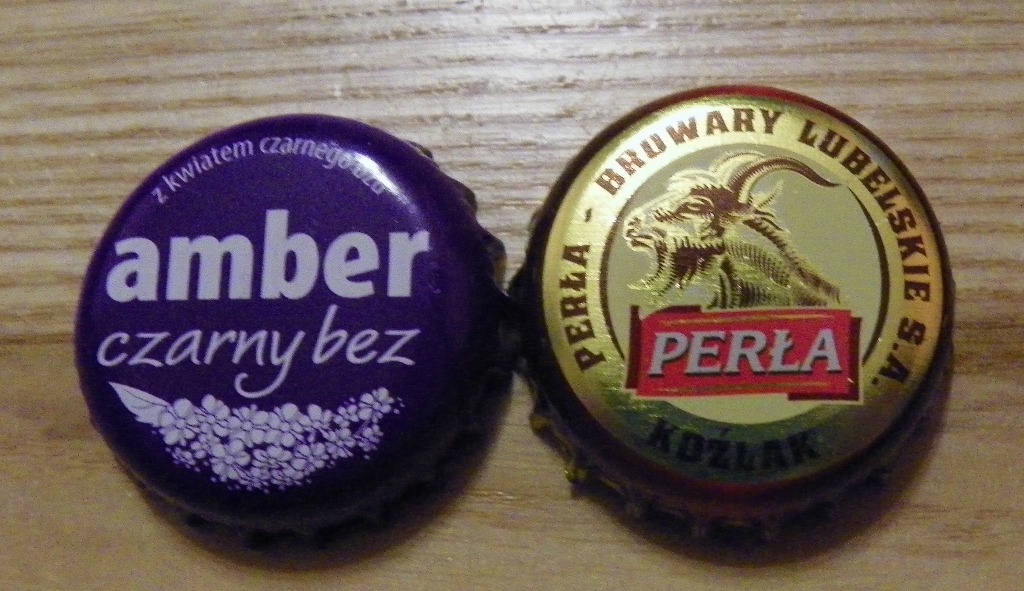 z kwiatem czarnego bzu
amber
czarny bez
PERŁA - BROWARY LUBELSKIE S.A.
PERŁA
KOŹLAK